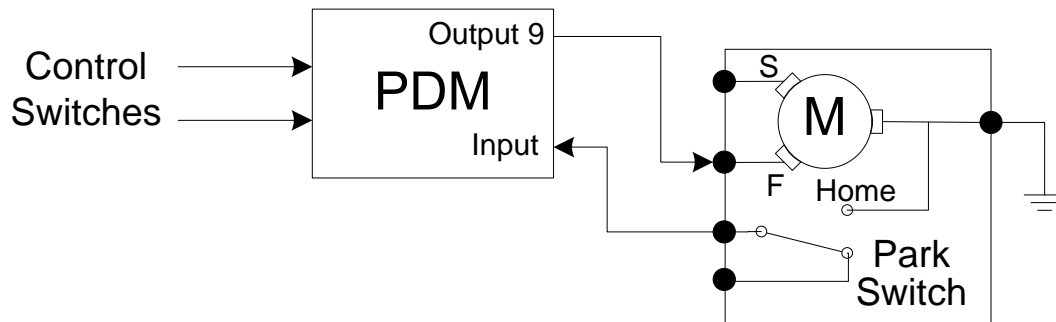 Control
Switches
Output 9
PDM
Input
S
M
F
Home
Park
Switch